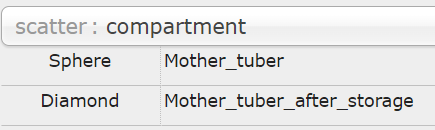 scatter: compartment
Sphere Mother_tuber
Diamond Mother_tuber_after_storage